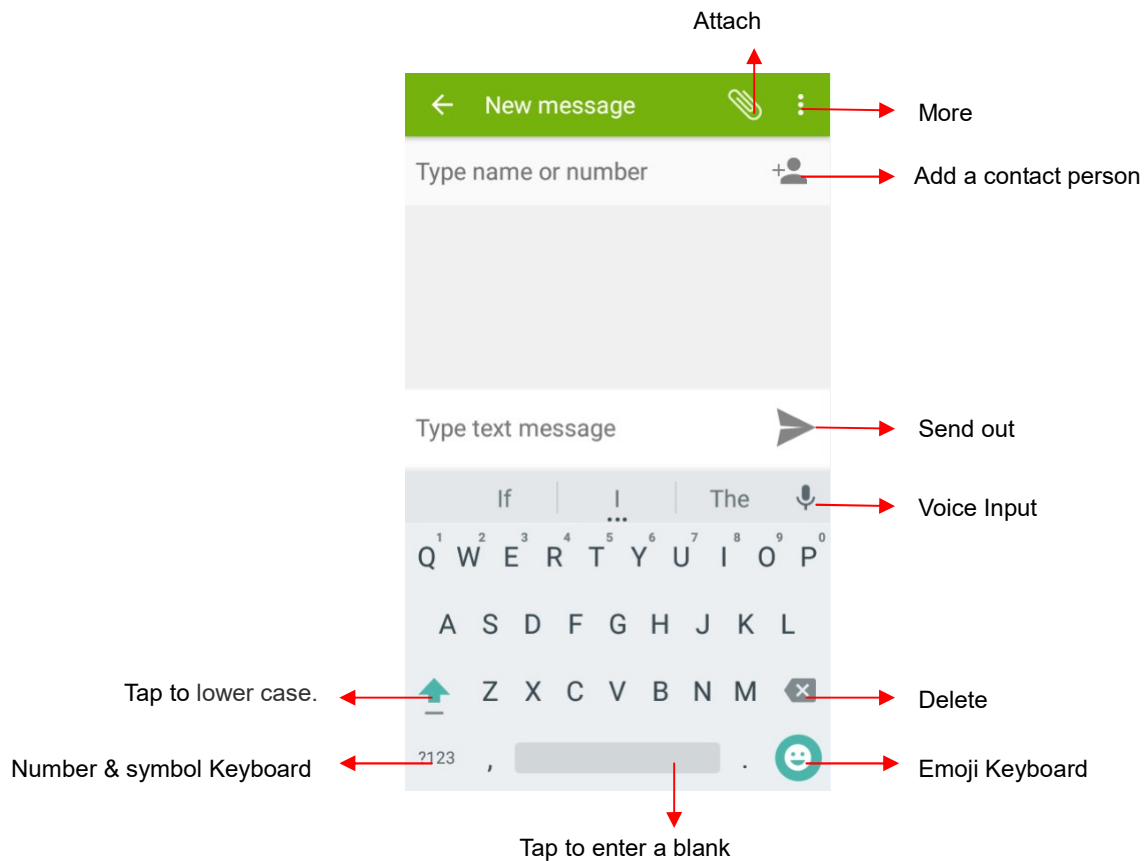 Attach
New message
More
Type name or number
Add a contact person
Type text message
Send out
If I The
Voice Input
1 2 3 4 5 6 7 8 9 0
Q W E R T Y U I O P
A S D F G H J K L
Tap to lower case.
Z X C V B N M
Delete
Number & symbol Keyboard
?123 , .
Emoji Keyboard
Tap to enter a blank